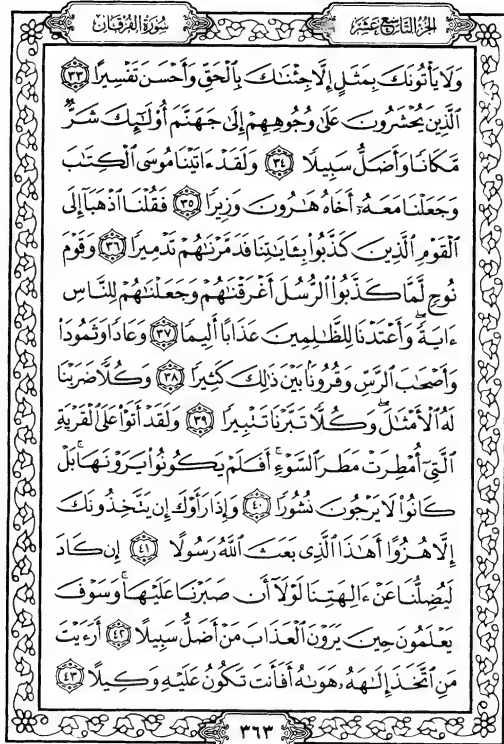 الجزء التاسع عشر
سورة الفرقان
وَلَا يَأْتُونَكَ بِمَثَلٍ إِلَّا جِئْنَٰكَ بِٱلْحَقِّ وَأَحْسَنَ تَفْسِيرًا ٣٣
ٱلَّذِينَ يُحْشَرُونَ عَلَىٰ وُجُوهِهِمْ إِلَىٰ جَهَنَّمَ أُو۟لَٰٓئِكَ شَرٌّ
مَّكَانًا وَأَضَلُّ سَبِيلًا ٣٤ وَلَقَدْ ءَاتَيْنَا مُوسَى ٱلْكِتَٰبَ
وَجَعَلْنَا مَعَهُۥٓ أَخَاهُ هَٰرُونَ وَزِيرًا ٣٥ فَقُلْنَا ٱذْهَبَآ إِلَى
ٱلْقَوْمِ ٱلَّذِينَ كَذَّبُوا۟ بِـَٔايَٰتِنَا فَدَمَّرْنَٰهُمْ تَدْمِيرًا ٣٦ وَقَوْمَ
نُوحٍ لَّمَّا كَذَّبُوا۟ ٱلرُّسُلَ أَغْرَقْنَٰهُمْ وَجَعَلْنَٰهُمْ لِلنَّاسِ
ءَايَةً ۖ وَأَعْتَدْنَا لِلظَّٰلِمِينَ عَذَابًا أَلِيمًا ٣٧ وَعَادًا وَثَمُودَا۟
وَأَصْحَٰبَ ٱلرَّسِّ وَقُرُونًۢا بَيْنَ ذَٰلِكَ كَثِيرًا ٣٨ وَكُلًّا ضَرَبْنَا
لَهُ ٱلْأَمْثَٰلَ ۖ وَكُلًّا تَبَّرْنَا تَتْبِيرًا ٣٩ وَلَقَدْ أَتَوْا۟ عَلَى ٱلْقَرْيَةِ
ٱلَّتِىٓ أُمْطِرَتْ مَطَرَ ٱلسَّوْءِ ۚ أَفَلَمْ يَكُونُوا۟ يَرَوْنَهَا ۚ بَلْ
كَانُوا۟ لَا يَرْجُونَ نُشُورًا ٤٠ وَإِذَا رَأَوْكَ إِن يَتَّخِذُونَكَ
إِلَّا هُزُوًا أَهَٰذَا ٱلَّذِى بَعَثَ ٱللَّهُ رَسُولًا ٤١ إِن كَادَ
لَيُضِلُّنَا عَنْ ءَالِهَتِنَا لَوْلَآ أَن صَبَرْنَا عَلَيْهَا ۚ وَسَوْفَ
يَعْلَمُونَ حِينَ يَرَوْنَ ٱلْعَذَابَ مَنْ أَضَلُّ سَبِيلًا ٤٢ أَرَءَيْتَ
مَنِ ٱتَّخَذَ إِلَٰهَهُۥ هَوَىٰهُ أَفَأَنتَ تَكُونُ عَلَيْهِ وَكِيلًا ٤٣
٣٦٣